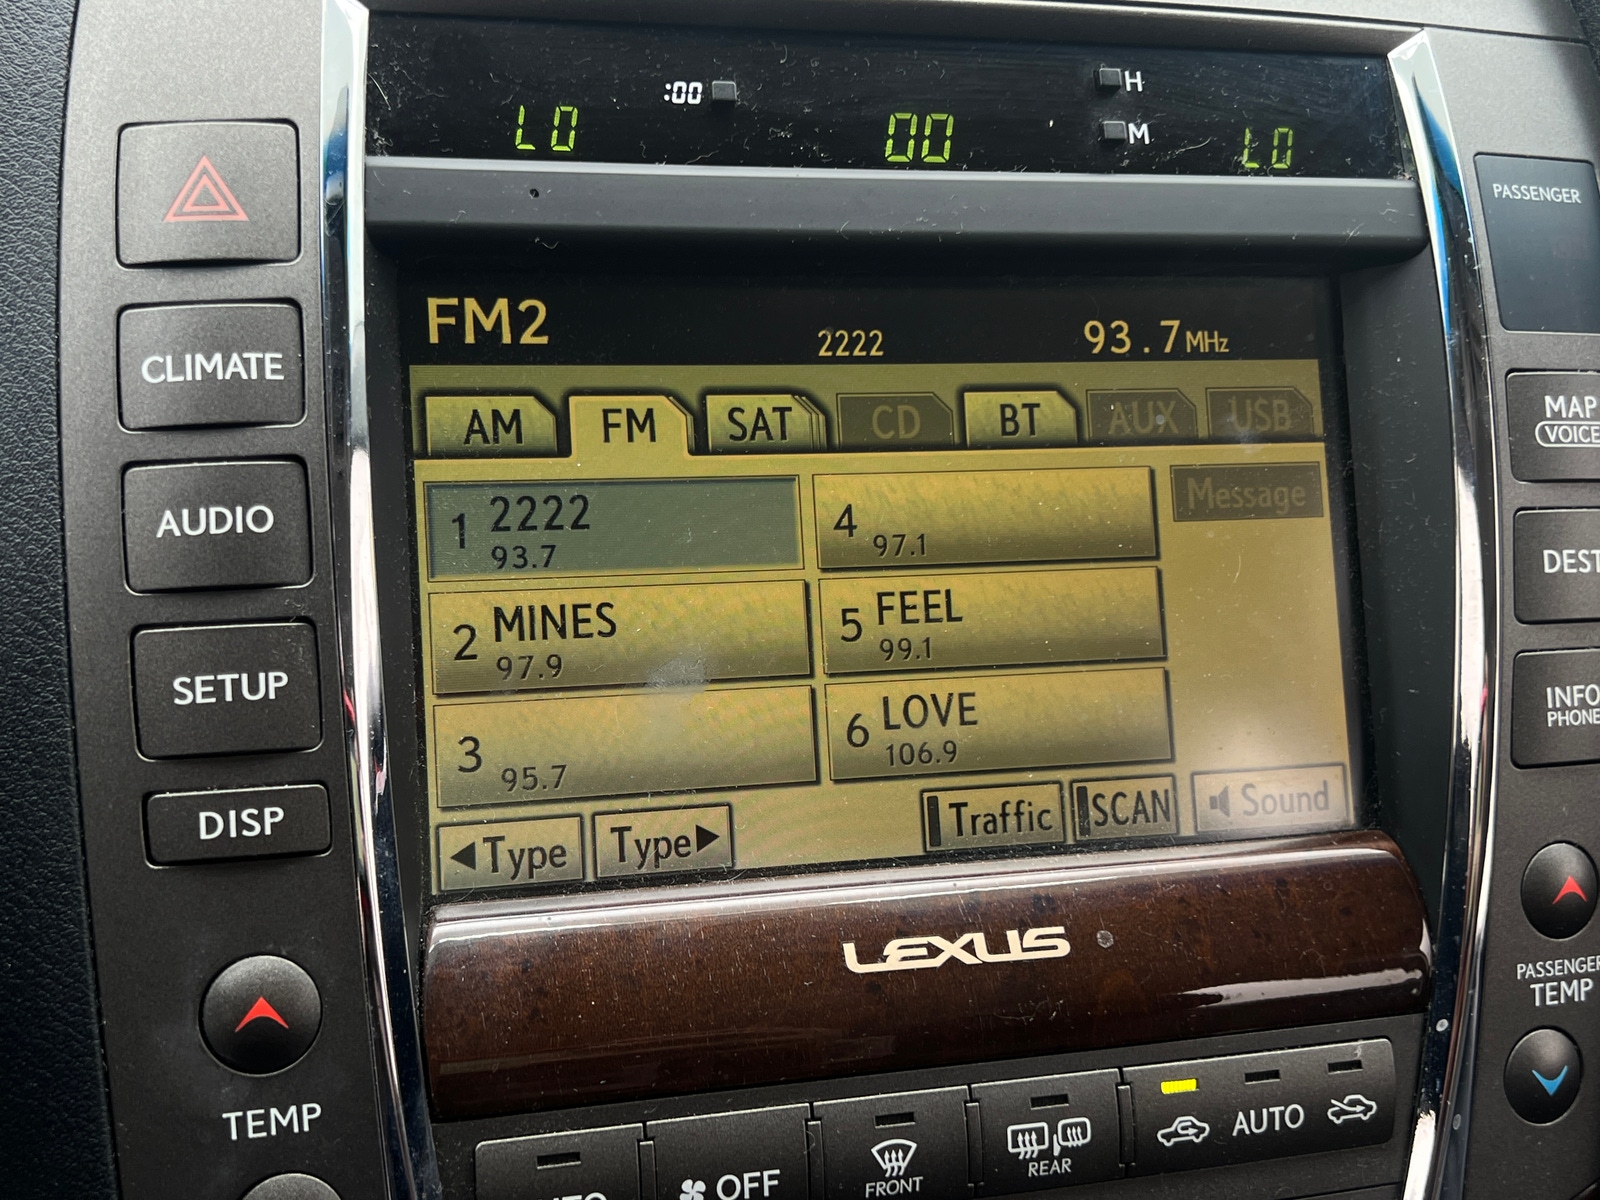 :00
H
LO
00
M
LO
PASSENGER
FM2
2222
93.7MHz
CLIMATE
AM
FM
SAT
CD
BT
AUX
USB
MAP
VOICE
1 2222
93.7
4
97.1
Message
AUDIO
DEST
2 MINES
97.9
5 FEEL
99.1
SETUP
INFO
PHONE
3
95.7
6 LOVE
106.9
DISP
◀Type
Type▶
Traffic
SCAN
Sound
LEXUS
PASSENGER
TEMP
TEMP
OFF
FRONT
REAR
AUTO